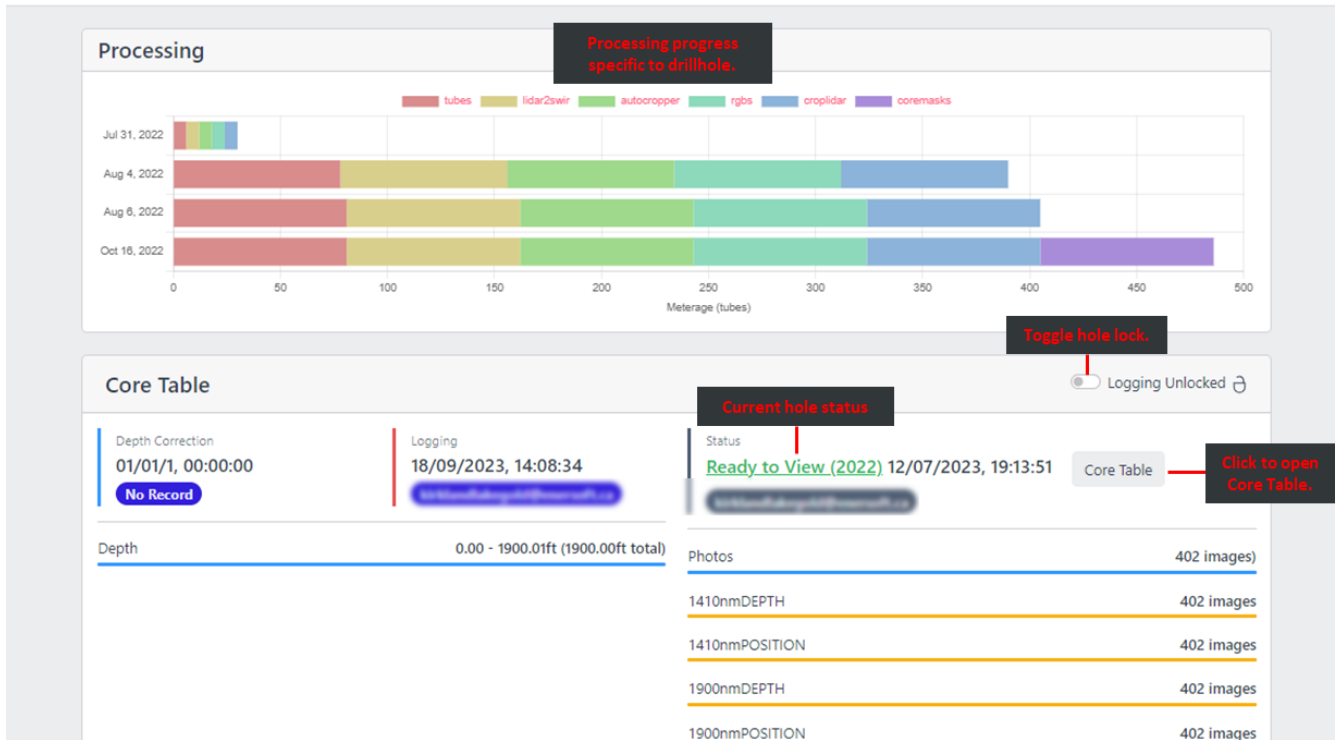 Processing
Processing progress
specific to drillhole.
tubes lidar2swir autocropper rgbs croplidar coremasks
Jul 31, 2022
Aug 4, 2022
Aug 6, 2022
Oct 16, 2022
0 50 100 150 200 250 300 350 400 450 500
Meterage (tubes)
Toggle hole lock.
Core Table
Logging Unlocked
Current hole status
Depth Correction
01/01/1, 00:00:00
No Record
Logging
18/09/2023, 14:08:34
Status
Ready to View (2022) 12/07/2023, 19:13:51
Core Table
Click to open
Core Table.
Depth 0.00 - 1900.01ft (1900.00ft total)
Photos 402 images)
1410nmDEPTH 402 images
1410nmPOSITION 402 images
1900nmDEPTH 402 images
1900nmPOSITION 402 images